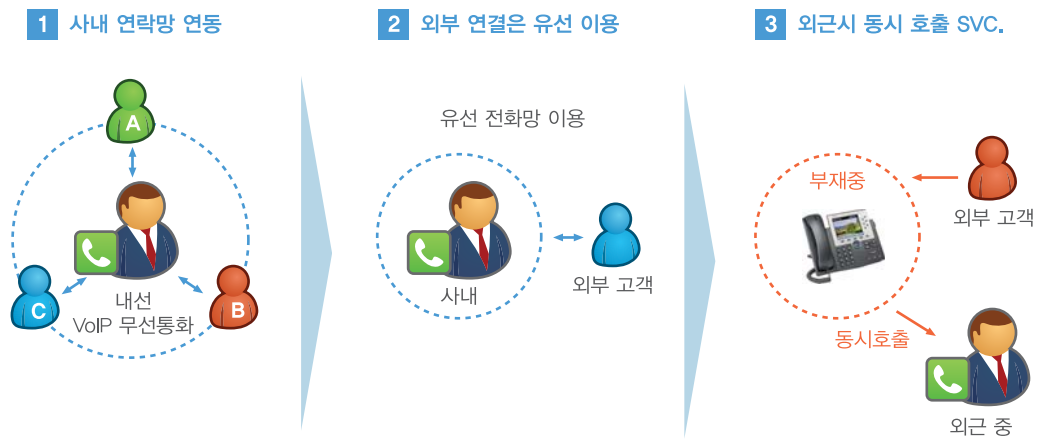 1 사내 연락망 연동
A
C
B
내선
VoIP 무선통화
2 외부 연결은 유선 이용
유선 전화망 이용
사내
외부 고객
3 외근시 동시 호출 SVC.
부재중
외부 고객
동시호출
외근 중